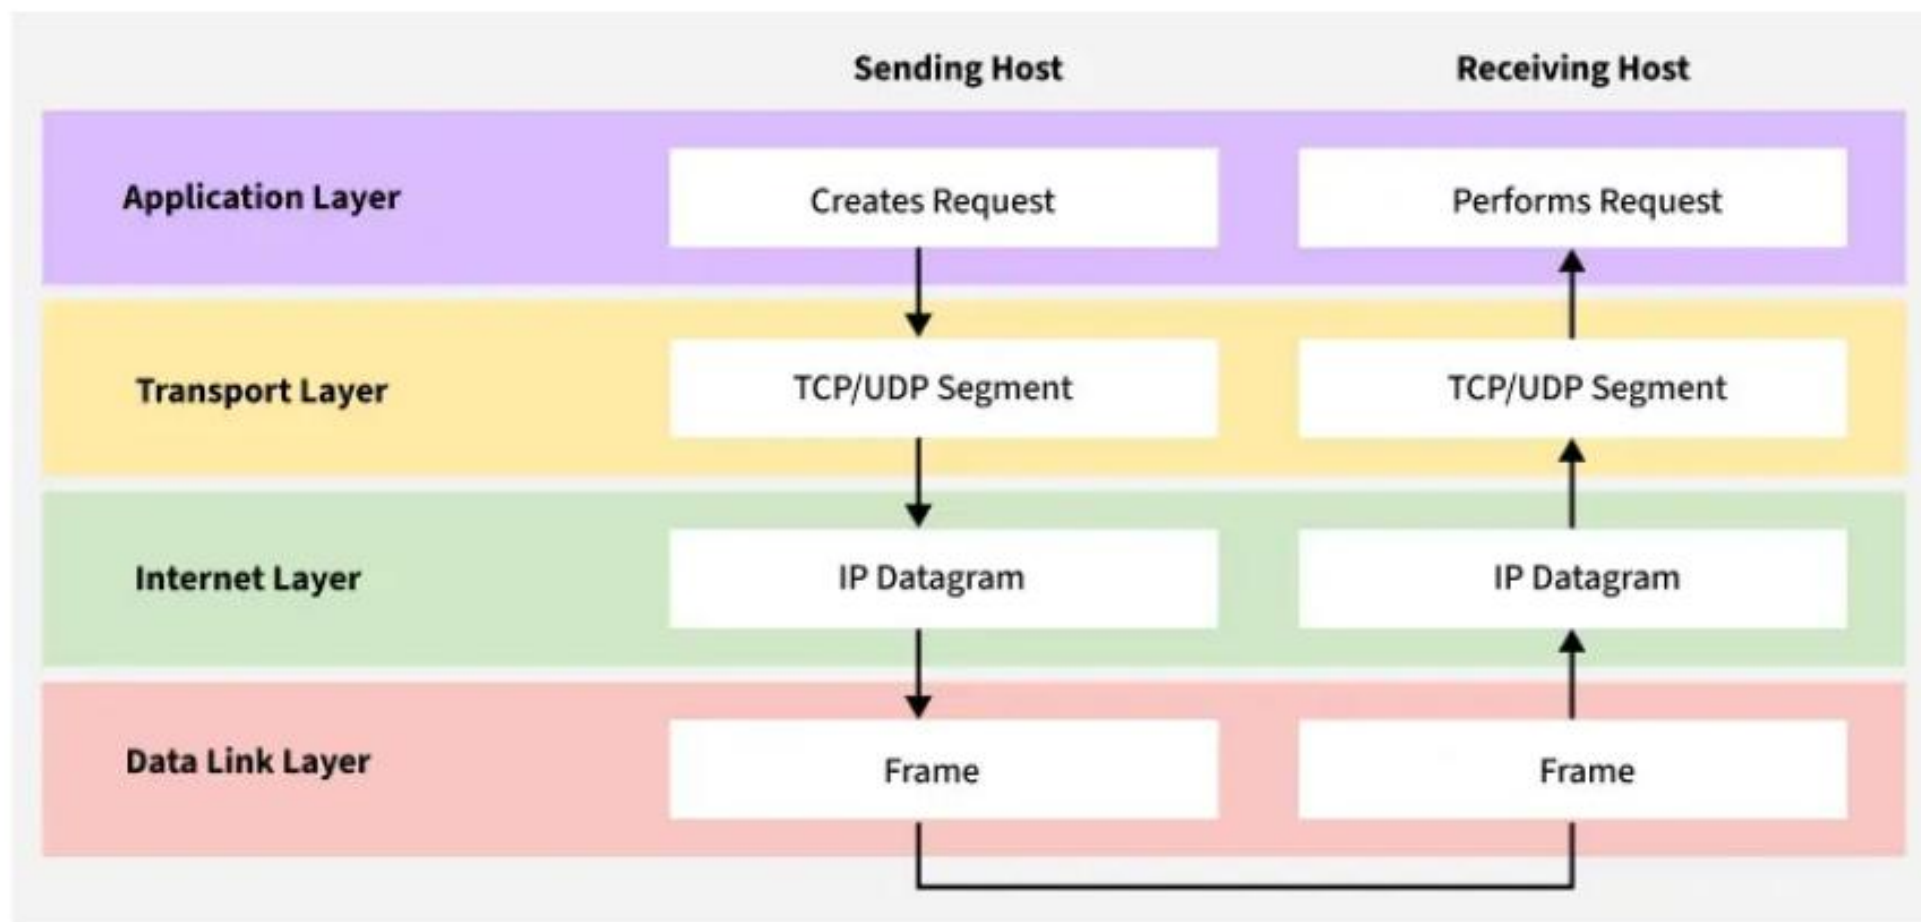 Sending Host
Receiving Host
Application Layer
Creates Request
Performs Request
Transport Layer
TCP/UDP Segment
TCP/UDP Segment
Internet Layer
IP Datagram
IP Datagram
Data Link Layer
Frame
Frame